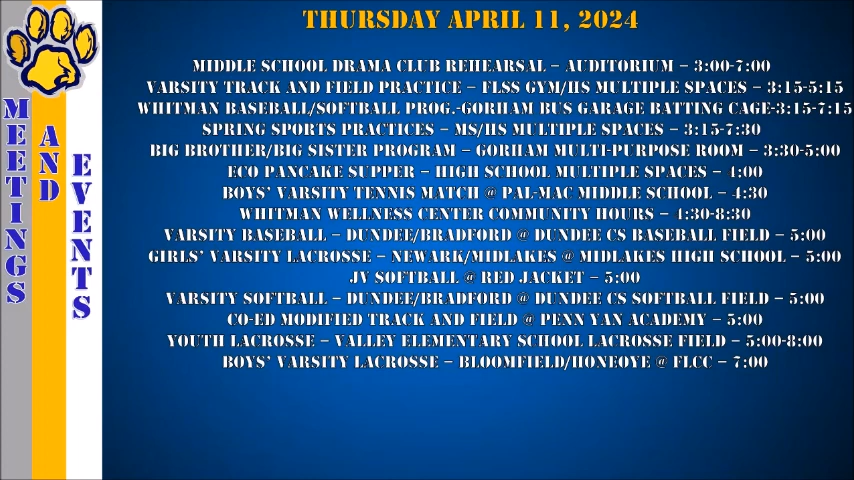 THURSDAY APRIL 11, 2024
MIDDLE SCHOOL DRAMA CLUB REHEARSAL – AUDITORIUM – 3:00-7:00
VARSITY TRACK AND FIELD PRACTICE – FLSS GYM/HS MULTIPLE SPACES – 3:15-5:15
WHITMAN BASEBALL/SOFTBALL PROG.-GORHAM BUS GARAGE BATTING CAGE-3:15-7:15
SPRING SPORTS PRACTICES – MS/HS MULTIPLE SPACES – 3:15-7:30
BIG BROTHER/BIG SISTER PROGRAM – GORHAM MULTI-PURPOSE ROOM – 3:30-5:00
ECO PANCAKE SUPPER – HIGH SCHOOL MULTIPLE SPACES – 4:00
BOYS' VARSITY TENNIS MATCH @ PAL-MAC MIDDLE SCHOOL – 4:30
WHITMAN WELLNESS CENTER COMMUNITY HOURS – 4:30-8:30
VARSITY BASEBALL – DUNDEE/BRADFORD @ DUNDEE CS BASEBALL FIELD – 5:00
GIRLS' VARSITY LACROSSE – NEWARK/MIDLAKES @ MIDLAKES HIGH SCHOOL – 5:00
JV SOFTBALL @ RED JACKET – 5:00
VARSITY SOFTBALL – DUNDEE/BRADFORD @ DUNDEE CS SOFTBALL FIELD – 5:00
CO-ED MODIFIED TRACK AND FIELD @ PENN YAN ACADEMY – 5:00
YOUTH LACROSSE – VALLEY ELEMENTARY SCHOOL LACROSSE FIELD – 5:00-8:00
BOYS' VARSITY LACROSSE – BLOOMFIELD/HONEOYE @ FLCC – 7:00
MEETINGS
AND
EVENTS